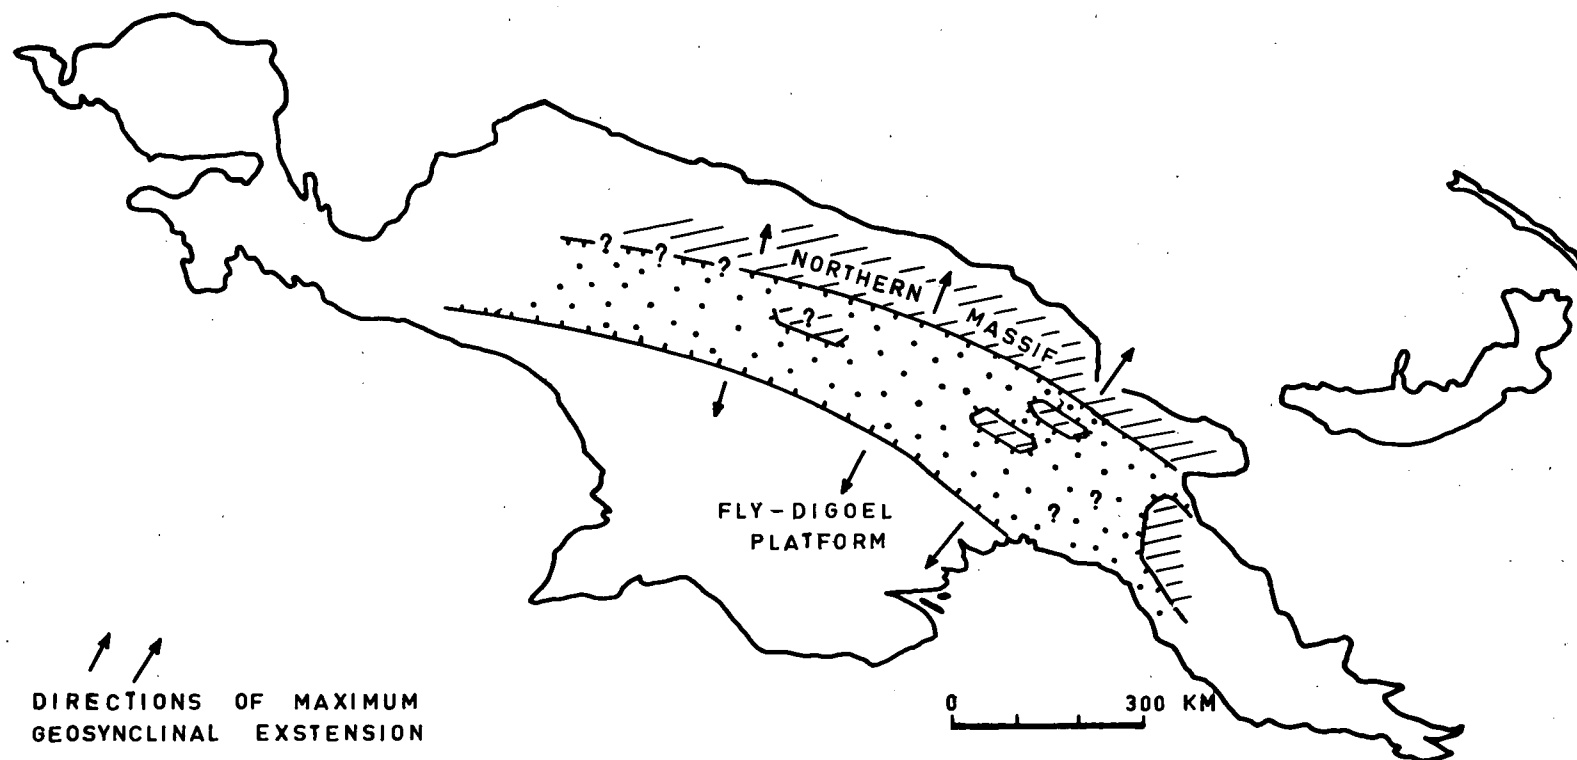 ?
?
?
NORTHERN
MASSIF
?
FLY-DIGOEL
PLATFORM
?
?
DIRECTIONS OF MAXIMUM
GEOSYNCLINAL EXSTENSION
0 300 KM